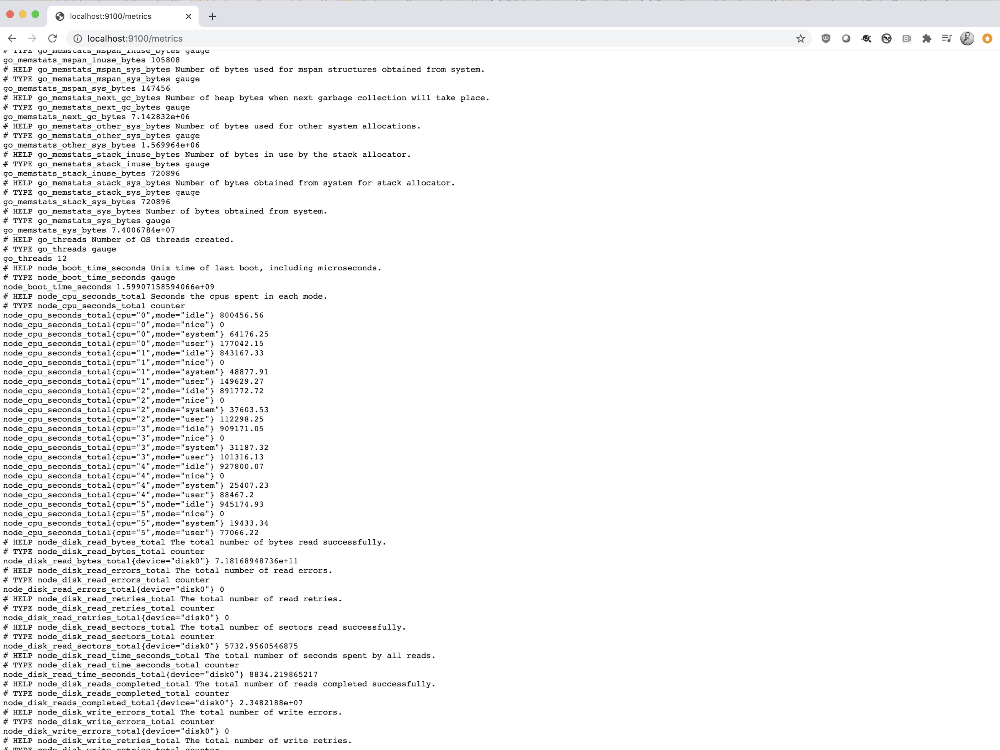 localhost:9100/metrics
localhost:9100/metrics
# TYPE go_memstats_mspan_inuse_bytes gauge
go_memstats_mspan_inuse_bytes 105808
# HELP go_memstats_mspan_sys_bytes Number of bytes used for mspan structures obtained from system.
# TYPE go_memstats_mspan_sys_bytes gauge
go_memstats_mspan_sys_bytes 147456
# HELP go_memstats_next_gc_bytes Number of heap bytes when next garbage collection will take place.
# TYPE go_memstats_next_gc_bytes gauge
go_memstats_next_gc_bytes 7.142832e+06
# HELP go_memstats_other_sys_bytes Number of bytes used for other system allocations.
# TYPE go_memstats_other_sys_bytes gauge
go_memstats_other_sys_bytes 1.569964e+06
# HELP go_memstats_stack_inuse_bytes Number of bytes in use by the stack allocator.
# TYPE go_memstats_stack_inuse_bytes gauge
go_memstats_stack_inuse_bytes 720896
# HELP go_memstats_stack_sys_bytes Number of bytes obtained from system for stack allocator.
# TYPE go_memstats_stack_sys_bytes gauge
go_memstats_stack_sys_bytes 720896
# HELP go_memstats_sys_bytes Number of bytes obtained from system.
# TYPE go_memstats_sys_bytes gauge
go_memstats_sys_bytes 7.4006784e+07
# HELP go_threads Number of OS threads created.
# TYPE go_threads gauge
go_threads 12
# HELP node_boot_time_seconds Unix time of last boot, including microseconds.
# TYPE node_boot_time_seconds gauge
node_boot_time_seconds 1.59907158594066e+09
# HELP node_cpu_seconds_total Seconds the cpus spent in each mode.
# TYPE node_cpu_seconds_total counter
node_cpu_seconds_total{cpu="0",mode="idle"} 800456.56
node_cpu_seconds_total{cpu="0",mode="nice"} 0
node_cpu_seconds_total{cpu="0",mode="system"} 64176.25
node_cpu_seconds_total{cpu="0",mode="user"} 177042.15
node_cpu_seconds_total{cpu="1",mode="idle"} 843167.33
node_cpu_seconds_total{cpu="1",mode="nice"} 0
node_cpu_seconds_total{cpu="1",mode="system"} 48877.91
node_cpu_seconds_total{cpu="1",mode="user"} 149629.27
node_cpu_seconds_total{cpu="2",mode="idle"} 891772.72
node_cpu_seconds_total{cpu="2",mode="nice"} 0
node_cpu_seconds_total{cpu="2",mode="system"} 37603.53
node_cpu_seconds_total{cpu="2",mode="user"} 112298.25
node_cpu_seconds_total{cpu="3",mode="idle"} 909171.05
node_cpu_seconds_total{cpu="3",mode="nice"} 0
node_cpu_seconds_total{cpu="3",mode="system"} 31187.32
node_cpu_seconds_total{cpu="3",mode="user"} 101316.13
node_cpu_seconds_total{cpu="4",mode="idle"} 927800.07
node_cpu_seconds_total{cpu="4",mode="nice"} 0
node_cpu_seconds_total{cpu="4",mode="system"} 25407.23
node_cpu_seconds_total{cpu="4",mode="user"} 88467.2
node_cpu_seconds_total{cpu="5",mode="idle"} 945174.93
node_cpu_seconds_total{cpu="5",mode="nice"} 0
node_cpu_seconds_total{cpu="5",mode="system"} 19433.34
node_cpu_seconds_total{cpu="5",mode="user"} 77066.22
# HELP node_disk_read_bytes_total The total number of bytes read successfully.
# TYPE node_disk_read_bytes_total counter
node_disk_read_bytes_total{device="disk0"} 7.18168948736e+11
# HELP node_disk_read_errors_total The total number of read errors.
# TYPE node_disk_read_errors_total counter
node_disk_read_errors_total{device="disk0"} 0
# HELP node_disk_read_retries_total The total number of read retries.
# TYPE node_disk_read_retries_total counter
node_disk_read_retries_total{device="disk0"} 0
# HELP node_disk_read_sectors_total The total number of sectors read successfully.
# TYPE node_disk_read_sectors_total counter
node_disk_read_sectors_total{device="disk0"} 5732.9560546875
# HELP node_disk_read_time_seconds_total The total number of seconds spent by all reads.
# TYPE node_disk_read_time_seconds_total counter
node_disk_read_time_seconds_total{device="disk0"} 8834.219865217
# HELP node_disk_reads_completed_total The total number of reads completed successfully.
# TYPE node_disk_reads_completed_total counter
node_disk_reads_completed_total{device="disk0"} 2.3482188e+07
# HELP node_disk_write_errors_total The total number of write errors.
# TYPE node_disk_write_errors_total counter
node_disk_write_errors_total{device="disk0"} 0
# HELP node_disk_write_retries_total The total number of write retries.
# TYPE node_disk_write_retries_total counter